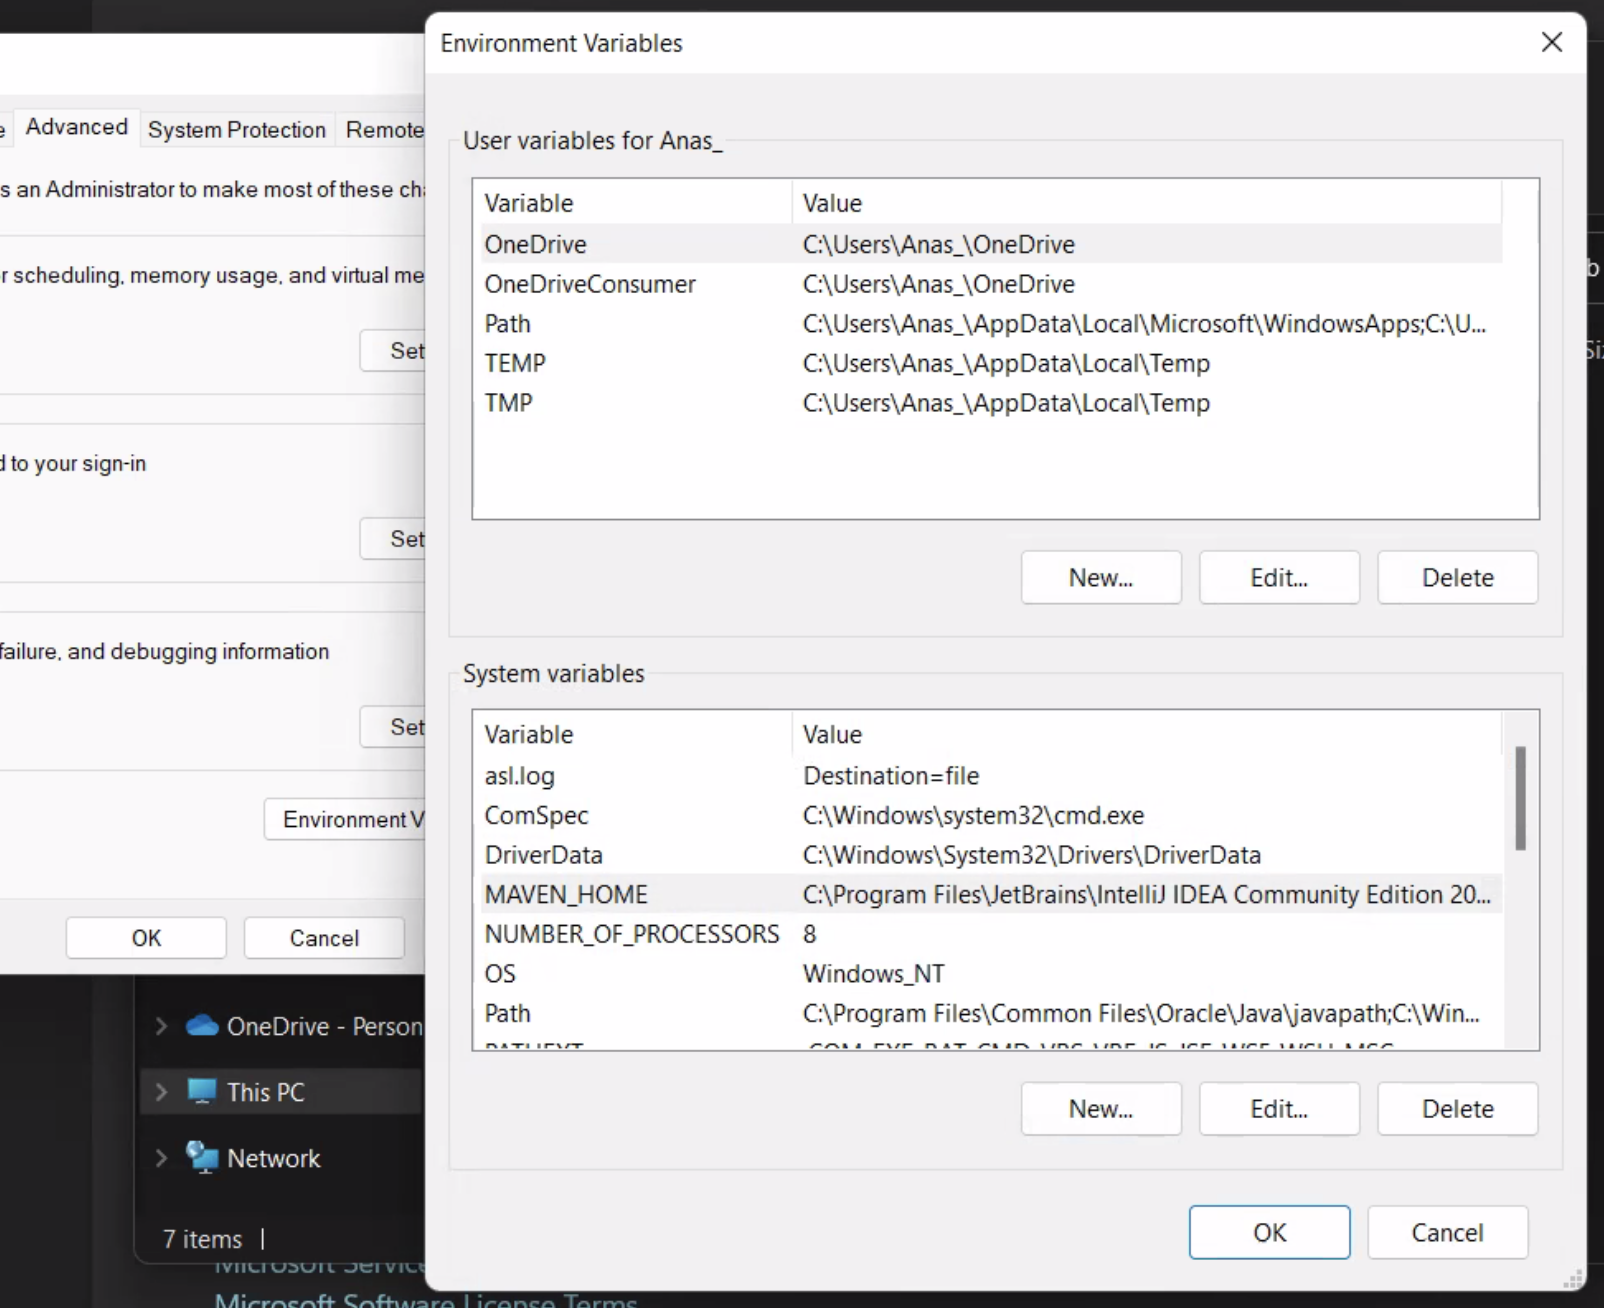 Environment Variables
Advanced
System Protection
Remote
s an Administrator to make most of these
r scheduling, memory usage, and virtual
Set
to your sign-in
Set
failure, and debugging information
Set
Environment V
OK
Cancel
OneDrive - Person
This PC
Network
7 items
Microsoft Service
Microsoft Software License Terms
User variables for Anas_
Variable Value
OneDrive C:\Users\Anas_\OneDrive
OneDriveConsumer C:\Users\Anas_\OneDrive
Path C:\Users\Anas_\AppData\Local\Microsoft\WindowsApps;C:\U...
TEMP C:\Users\Anas_\AppData\Local\Temp
TMP C:\Users\Anas_\AppData\Local\Temp
New... Edit... Delete
System variables
Variable Value
asl.log Destination=file
ComSpec C:\Windows\system32\cmd.exe
DriverData C:\Windows\System32\Drivers\DriverData
MAVEN_HOME C:\Program Files\JetBrains\IntelliJ IDEA Community Edition 20...
NUMBER_OF_PROCESSORS 8
OS Windows_NT
Path C:\Program Files\Common Files\Oracle\Java\javapath;C:\Win...
New... Edit... Delete
OK Cancel